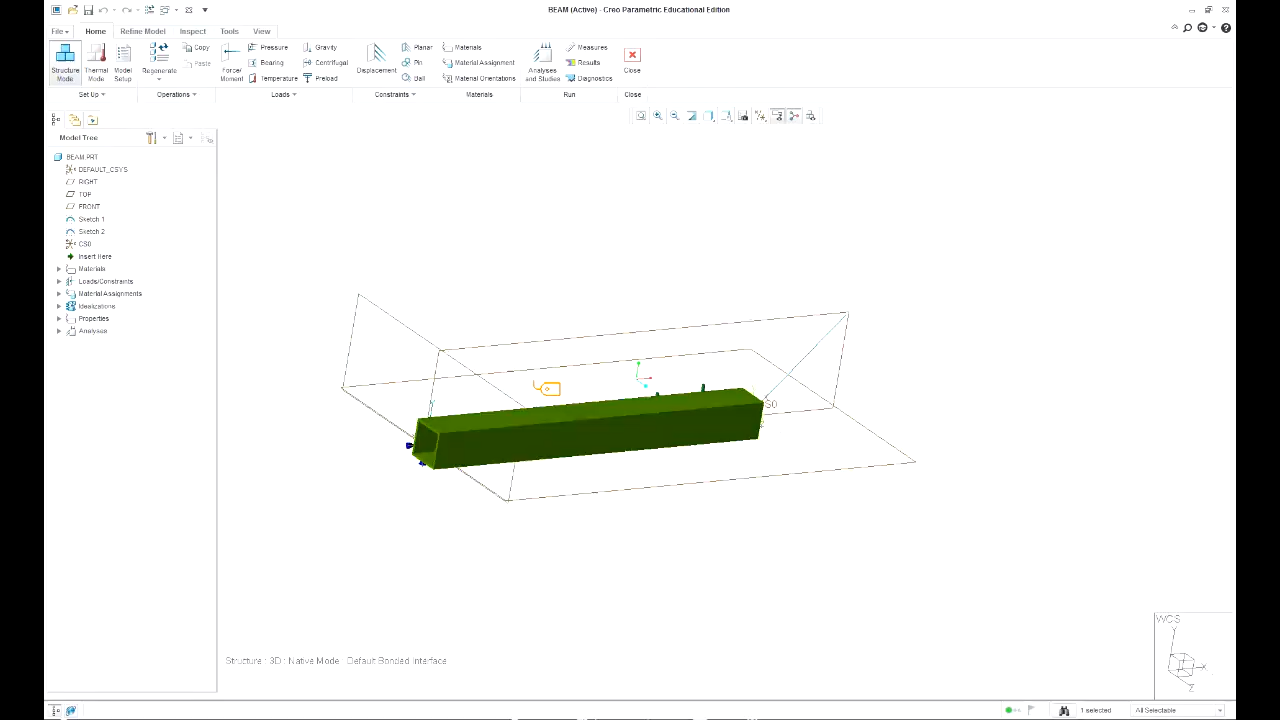 BEAM (Active) - Creo Parametric Educational Edition
File Home Refine Model Inspect Tools View
Structure Mode
Thermal Mode
Model Setup
Regenerate
Copy
Paste
Force/Moment
Pressure
Bearing
Temperature
Gravity
Centrifugal
Preload
Displacement
Planar
Pin
Ball
Materials
Material Assignment
Material Orientations
Analyses and Studies
Measures
Results
Diagnostics
Close
Set Up Operations Loads Constraints Materials Run Close
Model Tree
BEAM.PRT
DEFAULT_CSYS
RIGHT
TOP
FRONT
Sketch 1
Sketch 2
CS0
Insert Here
Materials
Loads/Constraints
Material Assignments
Idealizations
Properties
Analyses
S0
WCS
Y
X
Z
Structure : 3D : Native Mode : Default Bonded Interface
1 selected
All Selectable